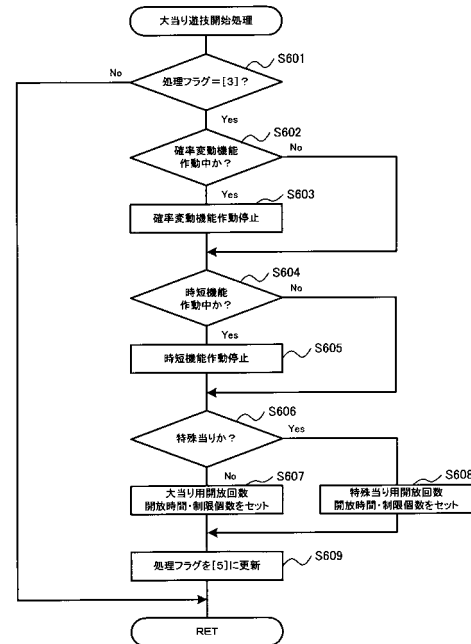 大当り遊技開始処理
S601
No
処理フラグ=[3]?
Yes
S602
確率変動機能
作動中か?
No
Yes
S603
確率変動機能作動停止
S604
時短機能
作動中か?
No
Yes
S605
時短機能作動停止
S606
特殊当りか?
Yes
No
S607
大当り用開放回数
開放時間・制限個数をセット
S608
特殊当り用開放回数
開放時間・制限個数をセット
S609
処理フラグを[5]に更新
RET